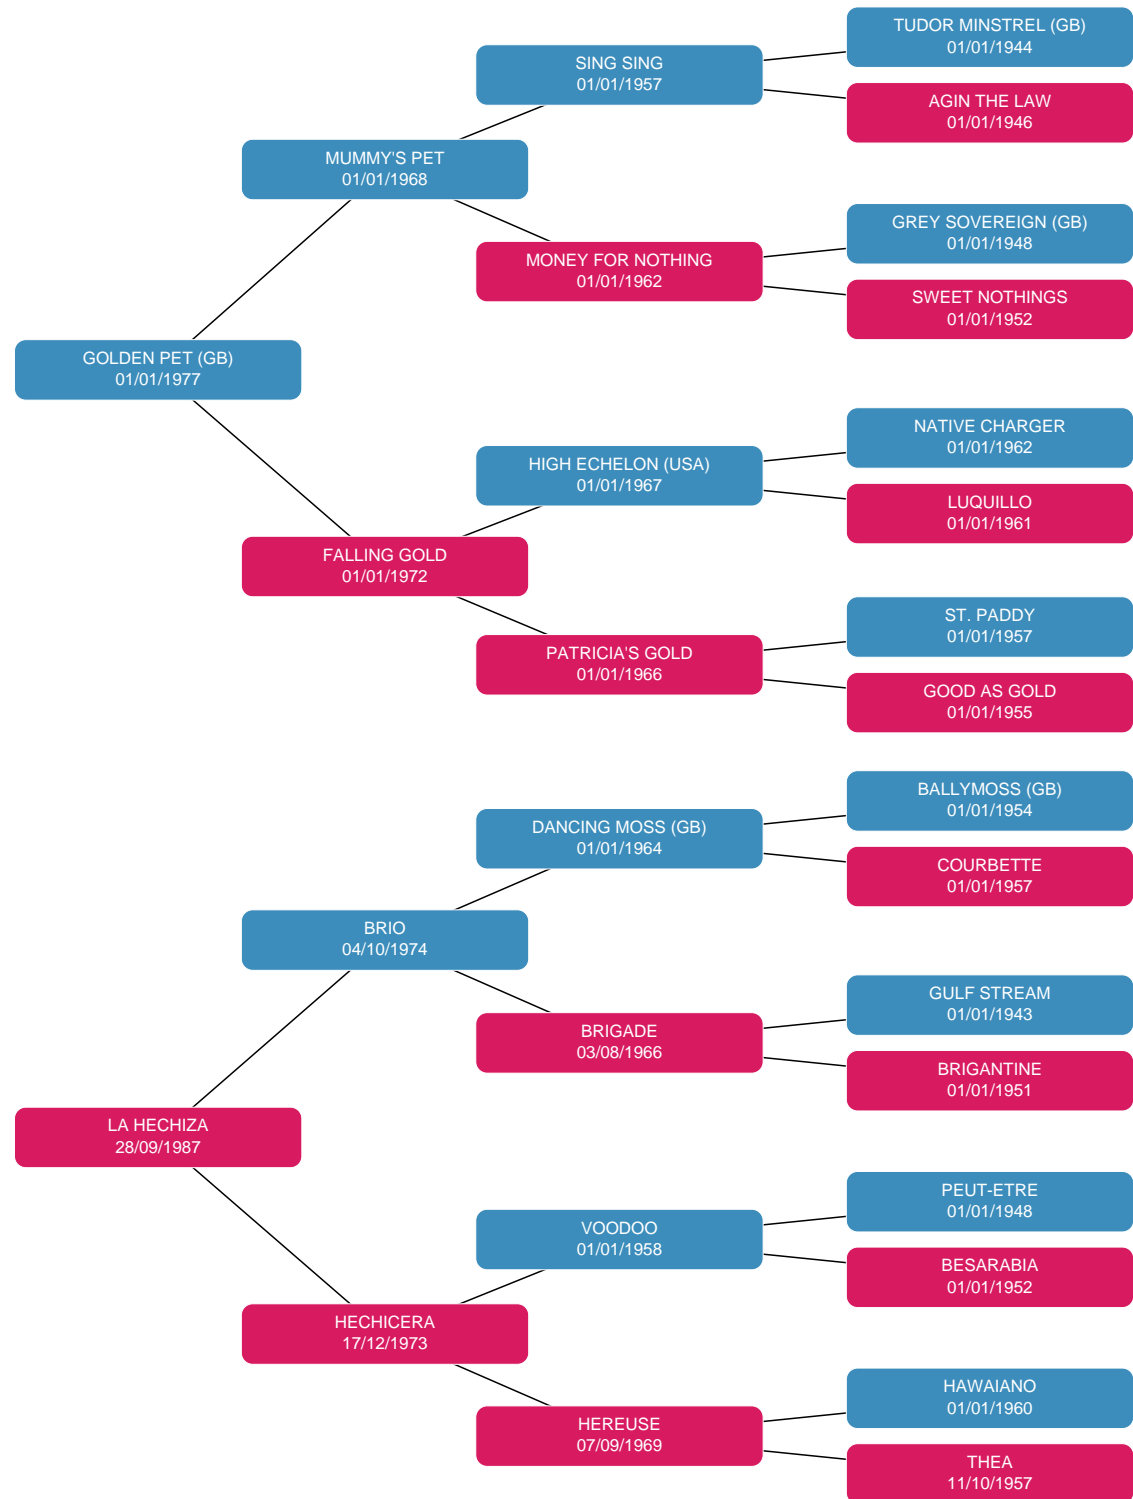 TUDOR MINSTREL (GB)
01/01/1944
SING SING
01/01/1957
AGIN THE LAW
01/01/1946
MUMMY'S PET
01/01/1968
GREY SOVEREIGN (GB)
01/01/1948
MONEY FOR NOTHING
01/01/1962
SWEET NOTHINGS
01/01/1952
GOLDEN PET (GB)
01/01/1977
NATIVE CHARGER
01/01/1962
HIGH ECHELON (USA)
01/01/1967
LUQUILLO
01/01/1961
FALLING GOLD
01/01/1972
ST. PADDY
01/01/1957
PATRICIA'S GOLD
01/01/1966
GOOD AS GOLD
01/01/1955
BALLYMOSS (GB)
01/01/1954
DANCING MOSS (GB)
01/01/1964
COURBETTE
01/01/1957
BRIO
04/10/1974
GULF STREAM
01/01/1943
BRIGADE
03/08/1966
BRIGANTINE
01/01/1951
LA HECHIZA
28/09/1987
PEUT-ETRE
01/01/1948
VOODOO
01/01/1958
BESARABIA
01/01/1952
HECHICERA
17/12/1973
HAWAIANO
01/01/1960
HEREUSE
07/09/1969
THEA
11/10/1957